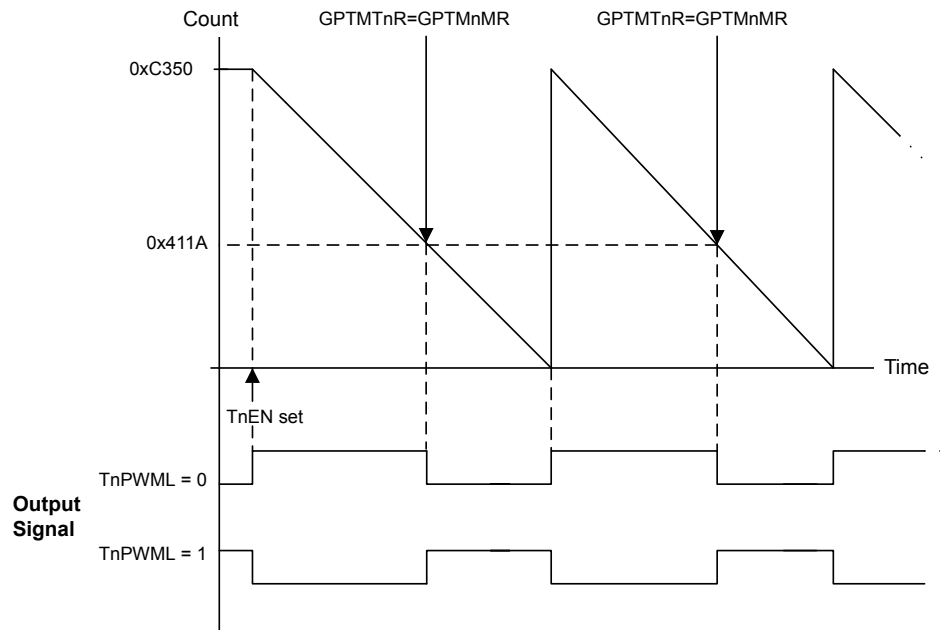 Count
GPTMTnR=GPTMnMR
GPTMTnR=GPTMnMR
0xC350
0x411A
Time
TnEN set
TnPWML = 0
Output
Signal
TnPWML = 1